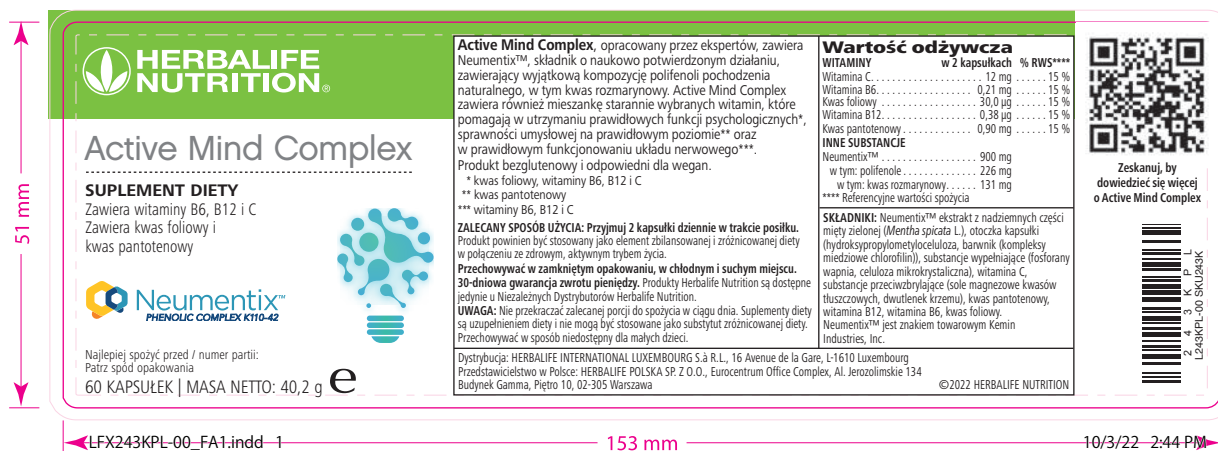 HERBALIFE
NUTRITION®
Active Mind Complex
SUPLEMENT DIETY
Zawiera witaminy B6, B12 i C
Zawiera kwas foliowy i
kwas pantotenowy
Neumentix™
PHENOLIC COMPLEX K110-42
Najlepiej spożyć przed / numer partii:
Patrz spód opakowania
60 KAPSUŁEK | MASA NETTO: 40,2 g e
Active Mind Complex, opracowany przez ekspertów, zawiera
Neumentix™, składnik o naukowo potwierdzonym działaniu,
zawierający wyjątkową kompozycję polifenoli pochodzenia
naturalnego, w tym kwas rozmarynowy. Active Mind Complex
zawiera również mieszankę starannie wybranych witamin, które
pomagają w utrzymaniu prawidłowych funkcji psychologicznych*,
sprawności umysłowej na prawidłowym poziomie** oraz
w prawidłowym funkcjonowaniu układu nerwowego***.
Produkt bezglutenowy i odpowiedni dla wegan.
* kwas foliowy, witaminy B6, B12 i C
** kwas pantotenowy
*** witaminy B6, B12 i C
ZALECANY SPOSÓB UŻYCIA: Przyjmuj 2 kapsułki dziennie w trakcie posiłku.
Produkt powinien być stosowany jako element zbilansowanej i zróżnicowanej diety
w połączeniu ze zdrowym, aktywnym trybem życia.
Przechowywać w zamkniętym opakowaniu, w chłodnym i suchym miejscu.
30-dniowa gwarancja zwrotu pieniędzy. Produkty Herbalife Nutrition są dostępne
jedynie u Niezależnych Dystrybutorów Herbalife Nutrition.
UWAGA: Nie przekraczać zalecanej porcji do spożycia w ciągu dnia. Suplementy diety
są uzupełnieniem diety i nie mogą być stosowane jako substytut zróżnicowanej diety.
Przechowywać w sposób niedostępny dla małych dzieci.
Wartość odżywcza
WITAMINY w 2 kapsułkach % RWS****
Witamina C. . . . . . . . . . . . . . . . . . . 12 mg . . . . . . 15 %
Witamina B6. . . . . . . . . . . . . . . . . 0,21 mg . . . . . . 15 %
Kwas foliowy . . . . . . . . . . . . . . . . . 30,0 µg . . . . . . 15 %
Witamina B12. . . . . . . . . . . . . . . . 0,38 µg . . . . . . 15 %
Kwas pantotenowy . . . . . . . . . . . . 0,90 mg . . . . . . 15 %
INNE SUBSTANCJE
Neumentix™ . . . . . . . . . . . . . . . . . 900 mg
w tym: polifenole . . . . . . . . . . . . . . 226 mg
w tym: kwas rozmarynowy. . . . . . 131 mg
**** Referencyjne wartości spożycia
SKŁADNIKI: Neumentix™ ekstrakt z nadziemnych części
mięty zielonej (Mentha spicata L.), otoczka kapsułki
(hydroksypropylometyloceluloza, barwnik (kompleksy
miedziowe chlorofilin)), substancje wypełniające (fosforany
wapnia, celuloza mikrokrystaliczna), witamina C,
substancje przeciwzbrylające (sole magnezowe kwasów
tłuszczowych, dwutlenek krzemu), kwas pantotenowy,
witamina B12, witamina B6, kwas foliowy.
Neumentix™ jest znakiem towarowym Kemin
Industries, Inc.
Dystrybucja: HERBALIFE INTERNATIONAL LUXEMBOURG S.à R.L., 16 Avenue de la Gare, L-1610 Luxembourg
Przedstawicielstwo w Polsce: HERBALIFE POLSKA SP. Z O.O., Eurocentrum Office Complex, Al. Jerozolimskie 134
Budynek Gamma, Piętro 10, 02-305 Warszawa ©2022 HERBALIFE NUTRITION
Zeskanuj, by
dowiedzieć się więcej
o Active Mind Complex
2 4 3 K P L
L243KPL-00 SKU243K
51 mm
153 mm
LFX243KPL-00_FA1.indd 1
10/3/22 2:44 PM